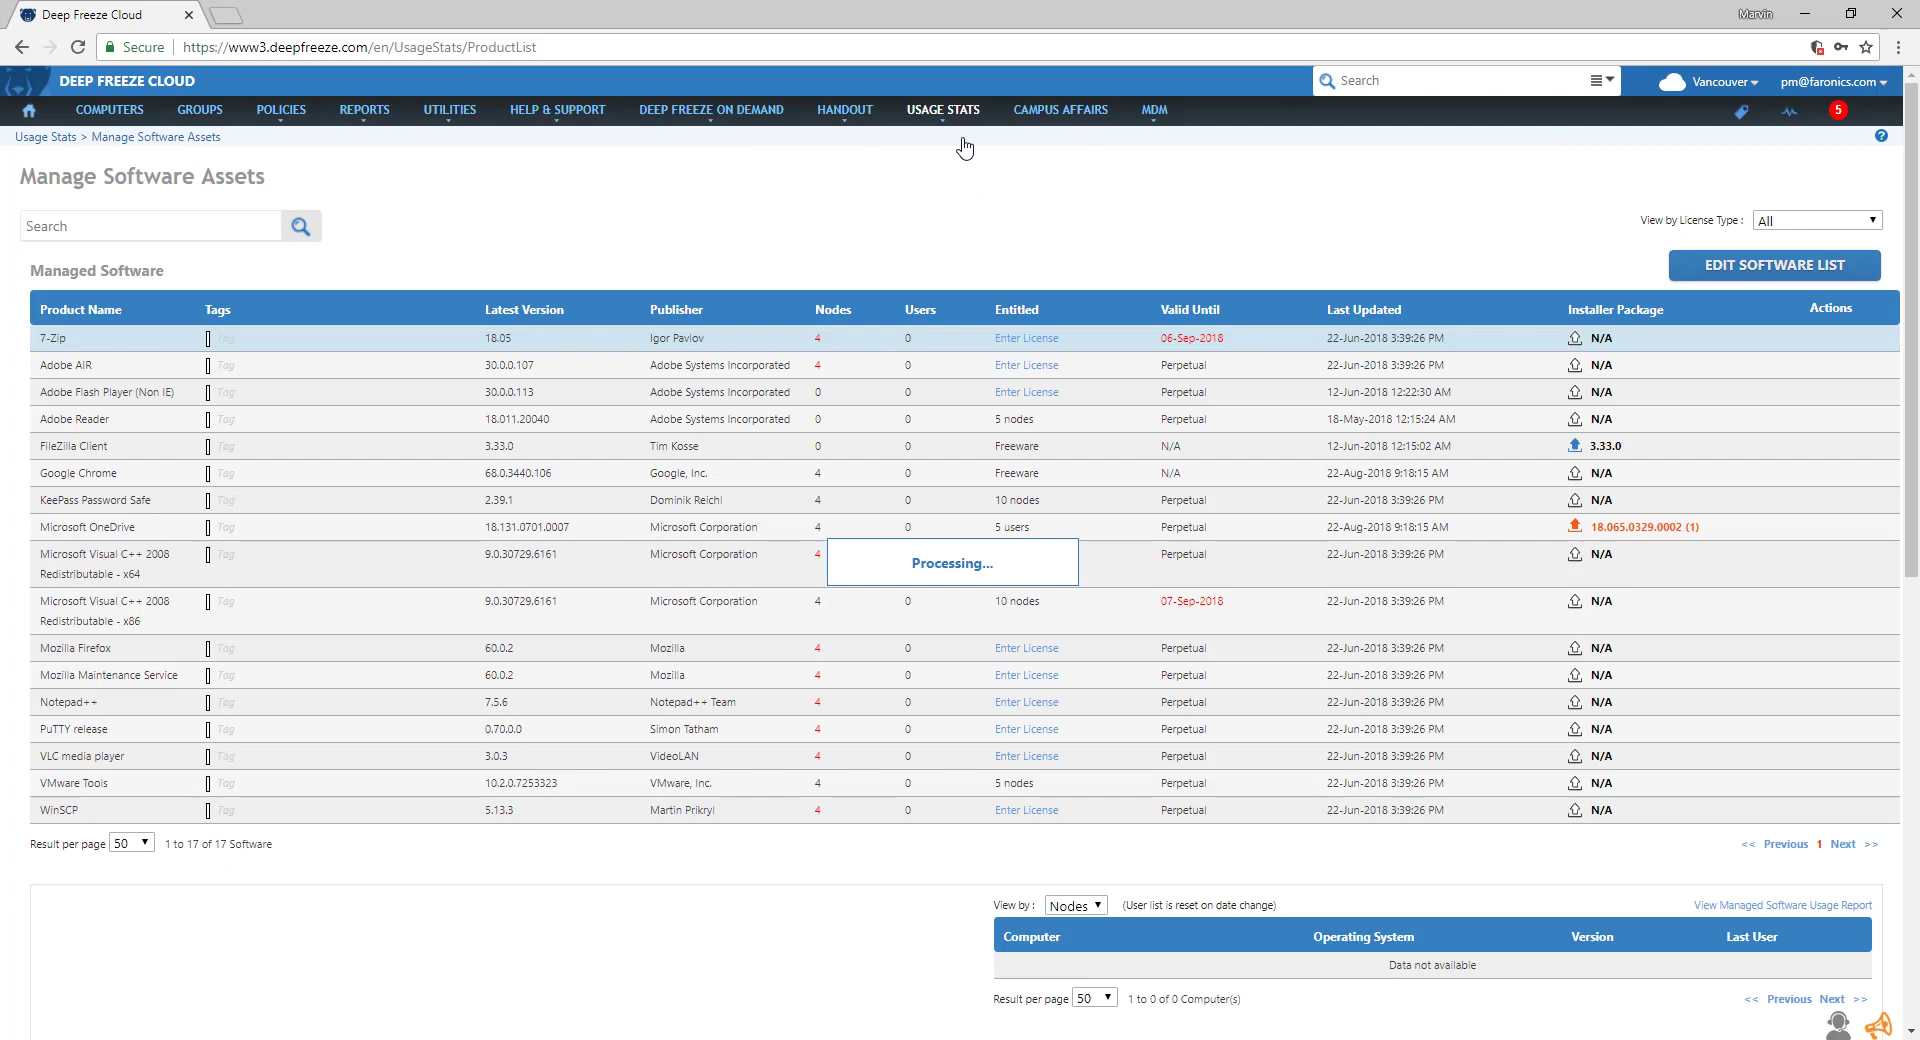 Deep Freeze Cloud
Marvin
Secure https://www3.deepfreeze.com/en/UsageStats/ProductList
DEEP FREEZE CLOUD Search Vancouver pm@faronics.com
COMPUTERS GROUPS POLICIES REPORTS UTILITIES HELP & SUPPORT DEEP FREEZE ON DEMAND HANDOUT USAGE STATS CAMPUS AFFAIRS MDM 5
Usage Stats > Manage Software Assets
Manage Software Assets
Search View by License Type : All
Managed Software EDIT SOFTWARE LIST
Product Name Tags Latest Version Publisher Nodes Users Entitled Valid Until Last Updated Installer Package Actions
7-Zip Tag 18.05 Igor Pavlov 4 0 Enter License 06-Sep-2018 22-Jun-2018 3:39:26 PM N/A
Adobe AIR Tag 30.0.0.107 Adobe Systems Incorporated 4 0 Enter License Perpetual 22-Jun-2018 3:39:26 PM N/A
Adobe Flash Player (Non IE) Tag 30.0.0.113 Adobe Systems Incorporated 0 0 Enter License Perpetual 12-Jun-2018 12:22:30 AM N/A
Adobe Reader Tag 18.011.20040 Adobe Systems Incorporated 0 0 5 nodes Perpetual 18-May-2018 12:15:24 AM N/A
FileZilla Client Tag 3.33.0 Tim Kosse 0 0 Freeware N/A 12-Jun-2018 12:15:02 AM 3.33.0
Google Chrome Tag 68.0.3440.106 Google, Inc. 4 0 Freeware N/A 22-Aug-2018 9:18:15 AM N/A
KeePass Password Safe Tag 2.39.1 Dominik Reichl 4 0 10 nodes Perpetual 22-Jun-2018 3:39:26 PM N/A
Microsoft OneDrive Tag 18.131.0701.0007 Microsoft Corporation 4 0 5 users Perpetual 22-Aug-2018 9:18:15 AM 18.065.0329.0002 (1)
Microsoft Visual C++ 2008 Tag 9.0.30729.6161 Microsoft Corporation 4 Perpetual 22-Jun-2018 3:39:26 PM N/A
Redistributable - x64
Processing...
Microsoft Visual C++ 2008 Tag 9.0.30729.6161 Microsoft Corporation 4 0 10 nodes 07-Sep-2018 22-Jun-2018 3:39:26 PM N/A
Redistributable - x86
Mozilla Firefox Tag 60.0.2 Mozilla 4 0 Enter License Perpetual 22-Jun-2018 3:39:26 PM N/A
Mozilla Maintenance Service Tag 60.0.2 Mozilla 4 0 Enter License Perpetual 22-Jun-2018 3:39:26 PM N/A
Notepad++ Tag 7.5.6 Notepad++ Team 4 0 Enter License Perpetual 22-Jun-2018 3:39:26 PM N/A
PuTTY release Tag 0.70.0.0 Simon Tatham 4 0 Enter License Perpetual 22-Jun-2018 3:39:26 PM N/A
VLC media player Tag 3.0.3 VideoLAN 4 0 Enter License Perpetual 22-Jun-2018 3:39:26 PM N/A
VMware Tools Tag 10.2.0.7253323 VMware, Inc. 4 0 5 nodes Perpetual 22-Jun-2018 3:39:26 PM N/A
WinSCP Tag 5.13.3 Martin Prikryl 4 0 Enter License Perpetual 22-Jun-2018 3:39:26 PM N/A
Result per page 50 1 to 17 of 17 Software << Previous 1 Next >>
View by : Nodes (User list is reset on date change) View Managed Software Usage Report
Computer Operating System Version Last User
Data not available
Result per page 50 1 to 0 of 0 Computer(s) << Previous Next >>